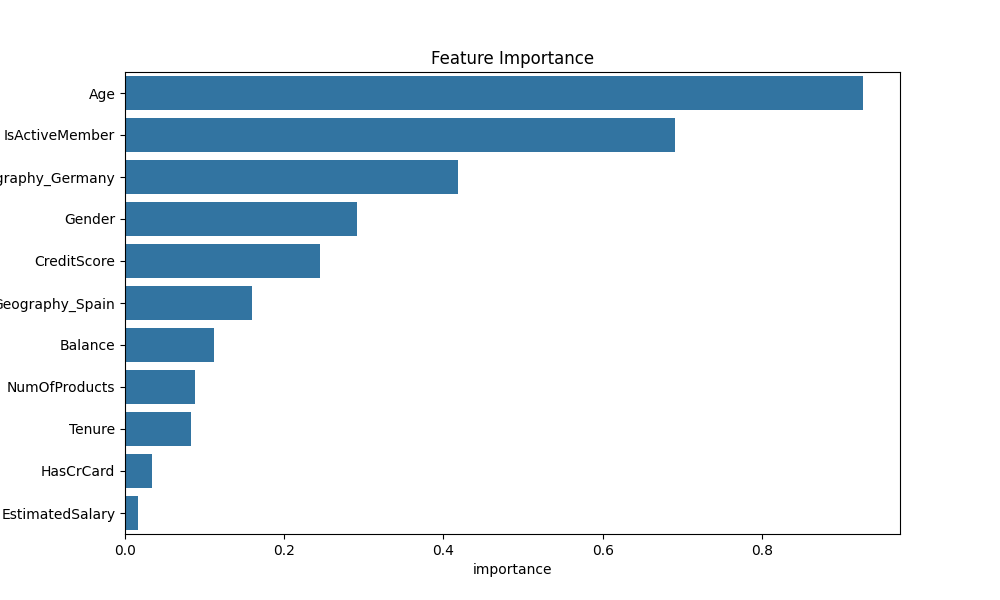 Feature Importance
Age
IsActiveMember
graphy_Germany
Gender
CreditScore
Geography_Spain
Balance
NumOfProducts
Tenure
HasCrCard
EstimatedSalary
0.0 0.2 0.4 0.6 0.8
importance